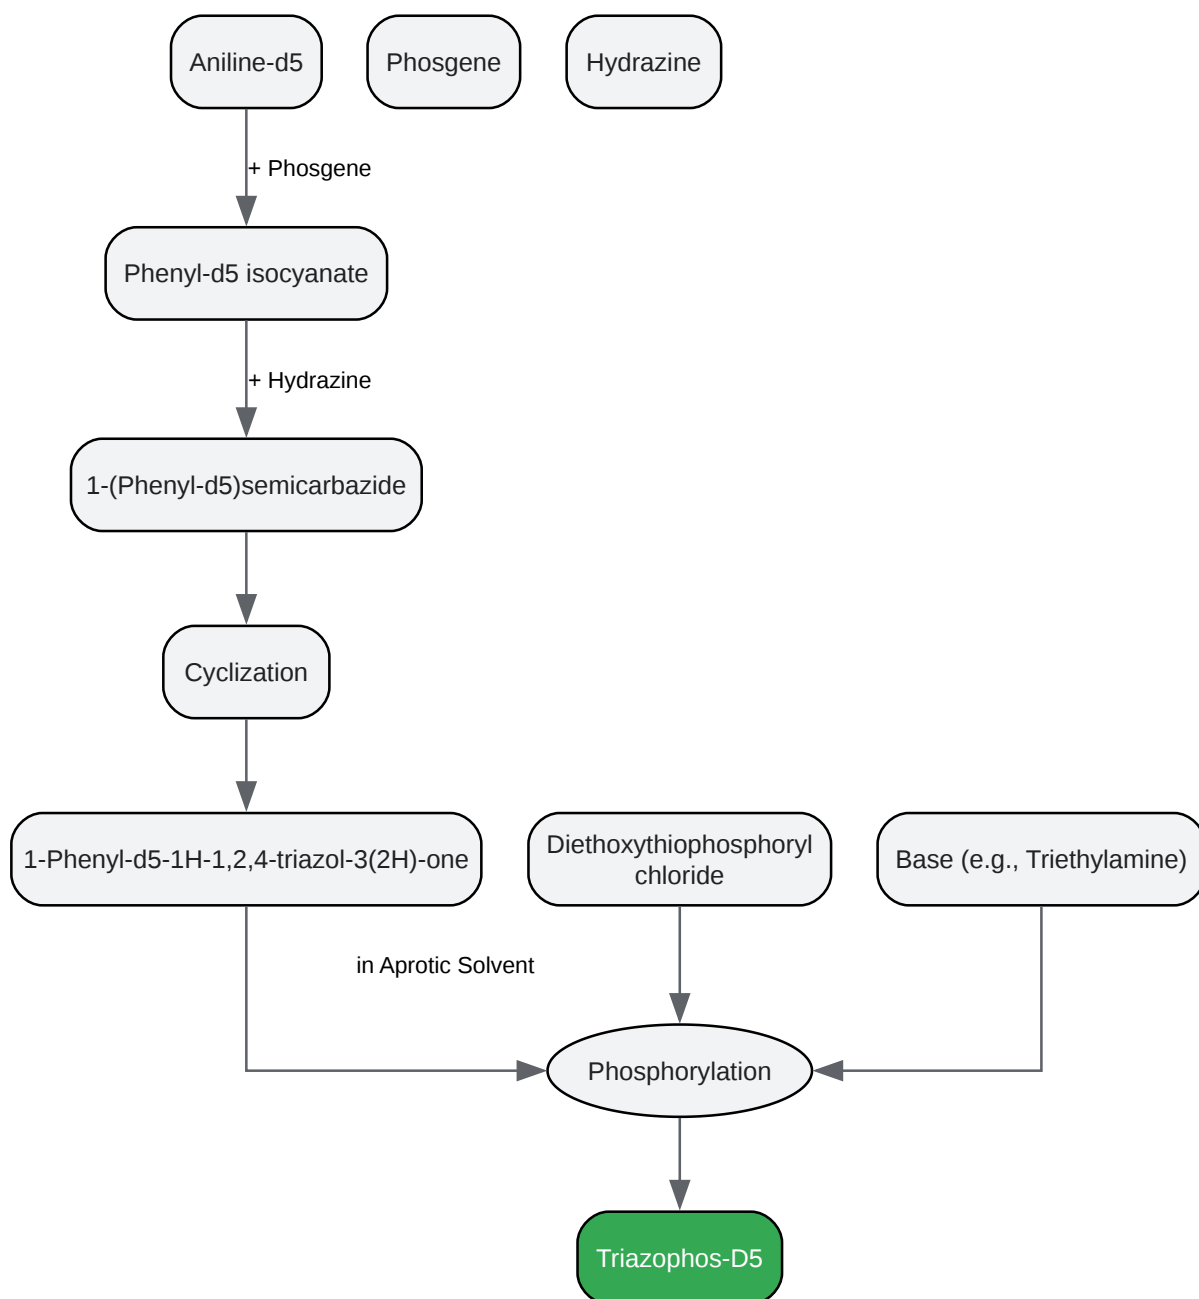 Aniline-d5
Phosgene
Hydrazine
+ Phosgene
Phenyl-d5 isocyanate
+ Hydrazine
1-(Phenyl-d5)semicarbazide
Cyclization
1-Phenyl-d5-1H-1,2,4-triazol-3(2H)-one
Diethoxythiophosphoryl
chloride
Base (e.g., Triethylamine)
in Aprotic Solvent
Phosphorylation
Triazophos-D5